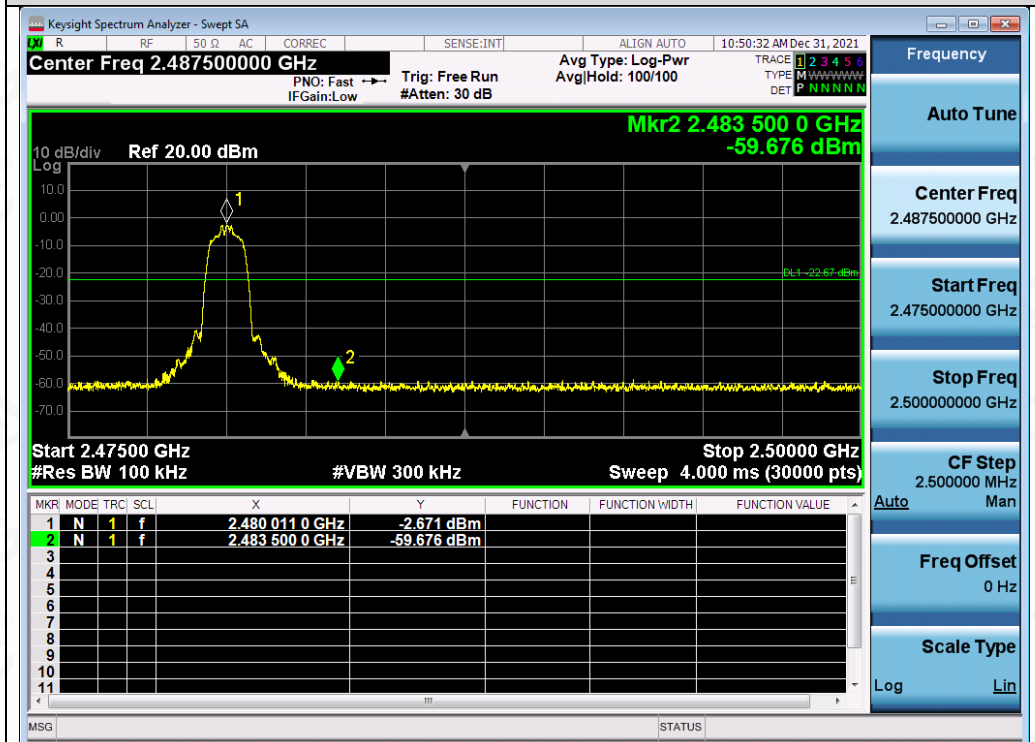 Keysight Spectrum Analyzer - Swept SA
LXI R RF 50 Ω AC CORREC SENSE:INT ALIGN AUTO 10:50:32 AM Dec 31, 2021
Center Freq 2.487500000 GHz
PNO: Fast
IFGain:Low
Trig: Free Run
#Atten: 30 dB
Avg Type: Log-Pwr
Avg|Hold: 100/100
TRACE 1 2 3 4 5 6
TYPE M WWWWW
DET P N N N N N
Mkr2 2.483 500 0 GHz
-59.676 dBm
10 dB/div Ref 20.00 dBm
Log
10.0
0.00
-10.0
-20.0
-30.0
-40.0
-50.0
-60.0
-70.0
1
2
DL1 -22.67 dBm
Start 2.47500 GHz Stop 2.50000 GHz
#Res BW 100 kHz #VBW 300 kHz Sweep 4.000 ms (30000 pts)
MKR MODE TRC SCL X Y FUNCTION FUNCTION WIDTH FUNCTION VALUE
1 N 1 f 2.480 011 0 GHz -2.671 dBm
2 N 1 f 2.483 500 0 GHz -59.676 dBm
3
4
5
6
7
8
9
10
11
MSG STATUS
Frequency
Auto Tune
Center Freq
2.487500000 GHz
Start Freq
2.475000000 GHz
Stop Freq
2.500000000 GHz
CF Step
2.500000 MHz
Auto Man
Freq Offset
0 Hz
Scale Type
Log Lin